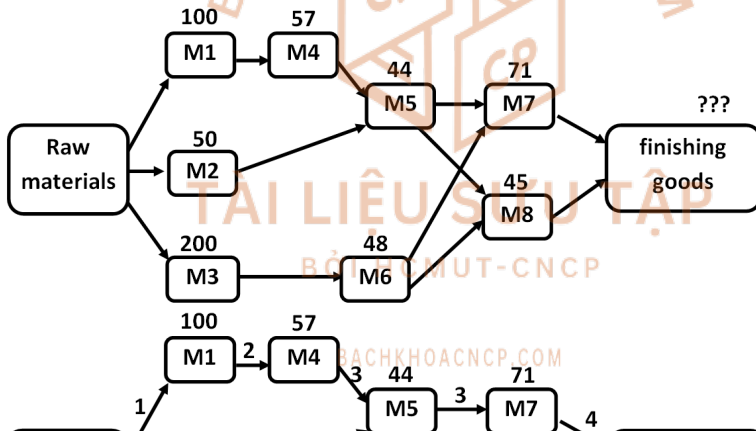 100
57
M1
M4
44
71
M5
M7
???
Raw
materials
50
M2
finishing
goods
45
M8
TÀI LIỆU SƯU TẬP
200
48
M3
M6
BỞI HCMUT-CNCP
100
57
M1
2
M4
BACHKHOACNCP.COM
3
44
71
1
M5
3
M7
4